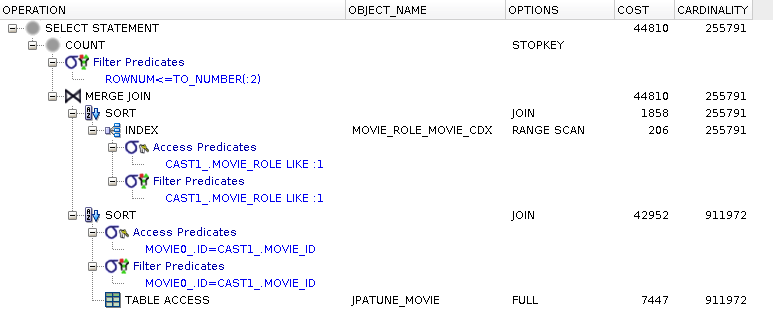 OPERATION OBJECT_NAME OPTIONS COST CARDINALITY
SELECT STATEMENT 44810 255791
COUNT STOPKEY
Filter Predicates
ROWNUM<=TO_NUMBER(:2)
MERGE JOIN 44810 255791
SORT JOIN 1858 255791
INDEX MOVIE_ROLE_MOVIE_CDX RANGE SCAN 206 255791
Access Predicates
CAST1_.MOVIE_ROLE LIKE :1
Filter Predicates
CAST1_.MOVIE_ROLE LIKE :1
SORT JOIN 42952 911972
Access Predicates
MOVIE0_.ID=CAST1_.MOVIE_ID
Filter Predicates
MOVIE0_.ID=CAST1_.MOVIE_ID
TABLE ACCESS JPATUNE_MOVIE FULL 7447 911972